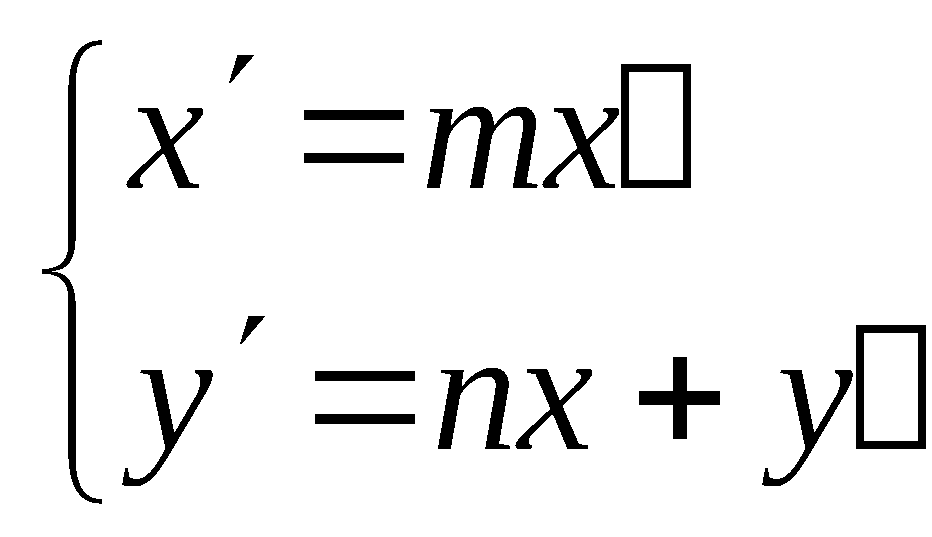 x′ = mx▯
y′ = nx + y▯